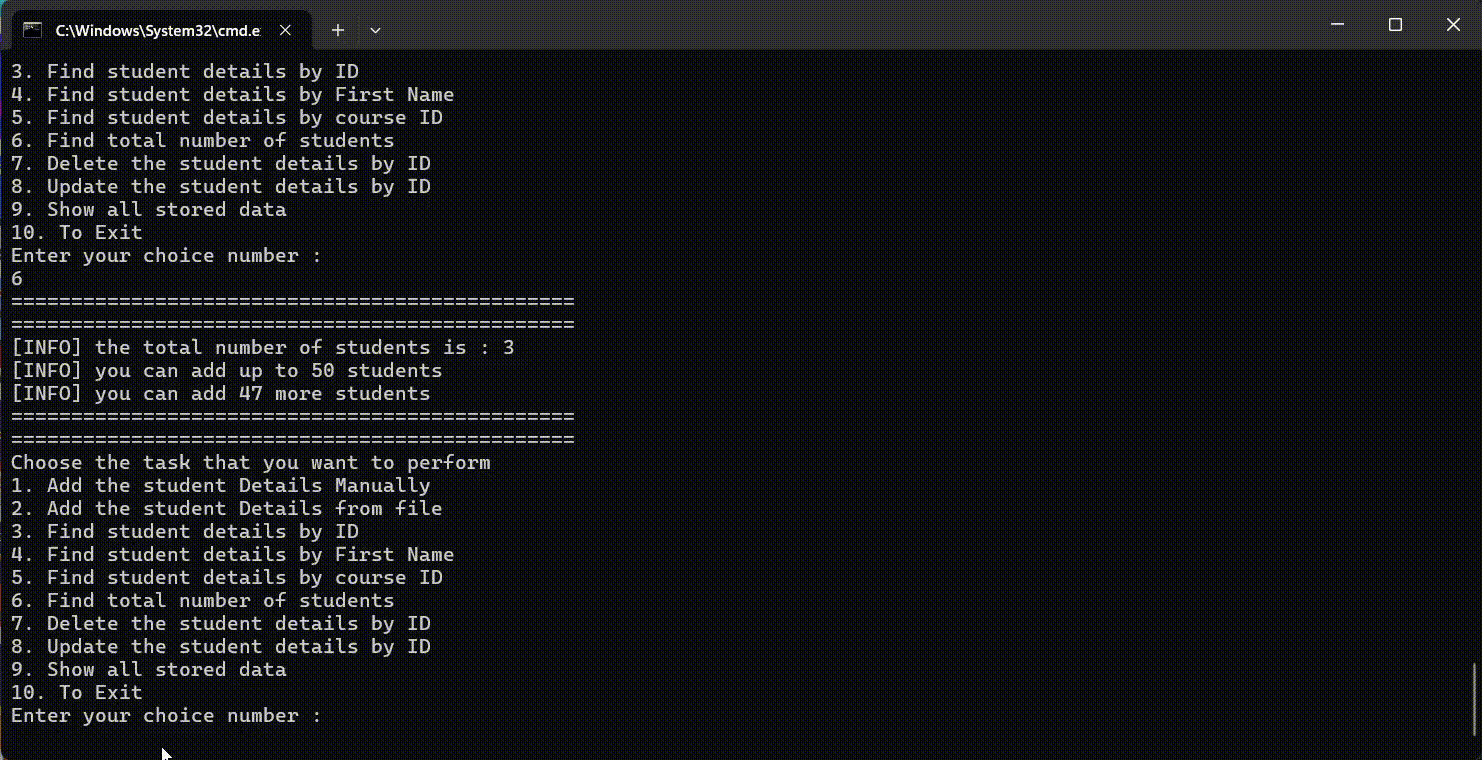 C:\Windows\System32\cmd.e
3. Find student details by ID
4. Find student details by First Name
5. Find student details by course ID
6. Find total number of students
7. Delete the student details by ID
8. Update the student details by ID
9. Show all stored data
10. To Exit
Enter your choice number :
6
===============================================
===============================================
[INFO] the total number of students is : 3
[INFO] you can add up to 50 students
[INFO] you can add 47 more students
===============================================
===============================================
Choose the task that you want to perform
1. Add the student Details Manually
2. Add the student Details from file
3. Find student details by ID
4. Find student details by First Name
5. Find student details by course ID
6. Find total number of students
7. Delete the student details by ID
8. Update the student details by ID
9. Show all stored data
10. To Exit
Enter your choice number :